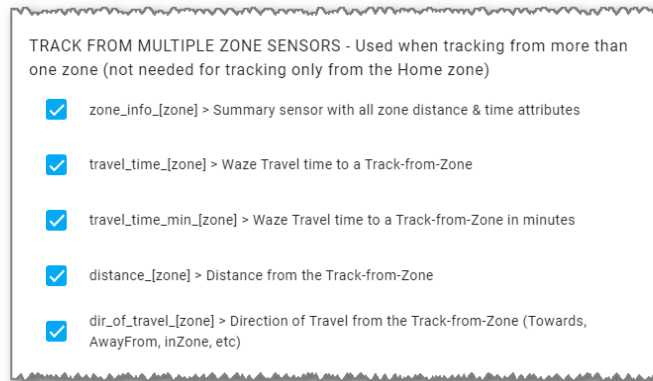 TRACK FROM MULTIPLE ZONE SENSORS - Used when tracking from more than
one zone (not needed for tracking only from the Home zone)
zone_info_[zone] > Summary sensor with all zone distance & time attributes
travel_time_[zone] > Waze Travel time to a Track-from-Zone
travel_time_min_[zone] > Waze Travel time to a Track-from-Zone in minutes
distance_[zone] > Distance from the Track-from-Zone
dir_of_travel_[zone] > Direction of Travel from the Track-from-Zone (Towards,
AwayFrom, inZone, etc)